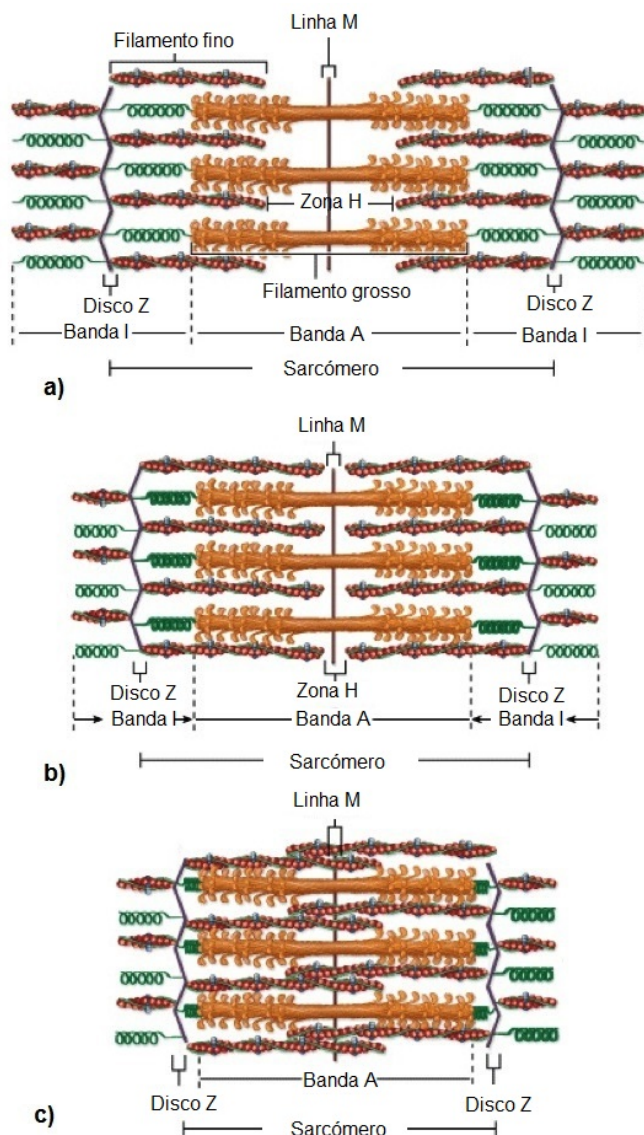 Filamento fino
Linha M
Zona H
Filamento grosso
Disco Z
Disco Z
Banda I
Banda A
Banda I
Sarcómero
a)
Linha M
Disco Z
Zona H
Disco Z
Banda I
Banda A
Banda I
Sarcómero
b)
Linha M
Banda A
Disco Z
Disco Z
Sarcómero
c)